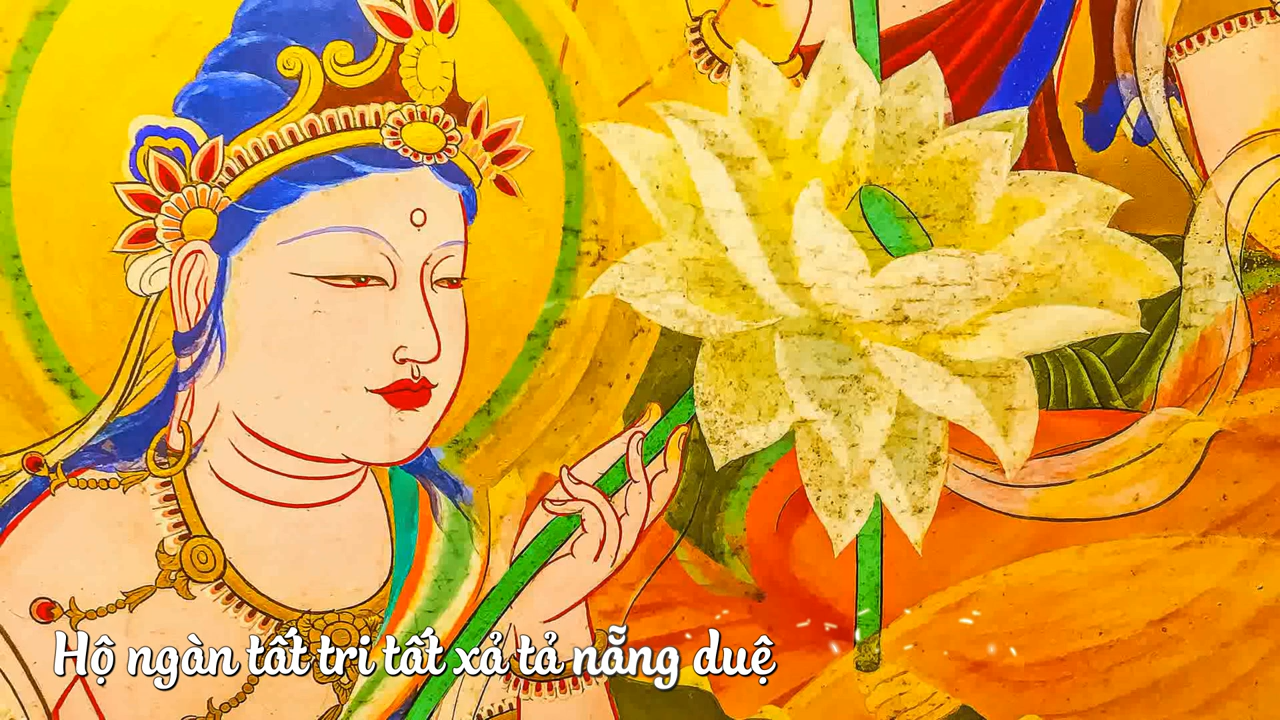 Hộ ngàn tất tri tất xả tả nẵng duệ